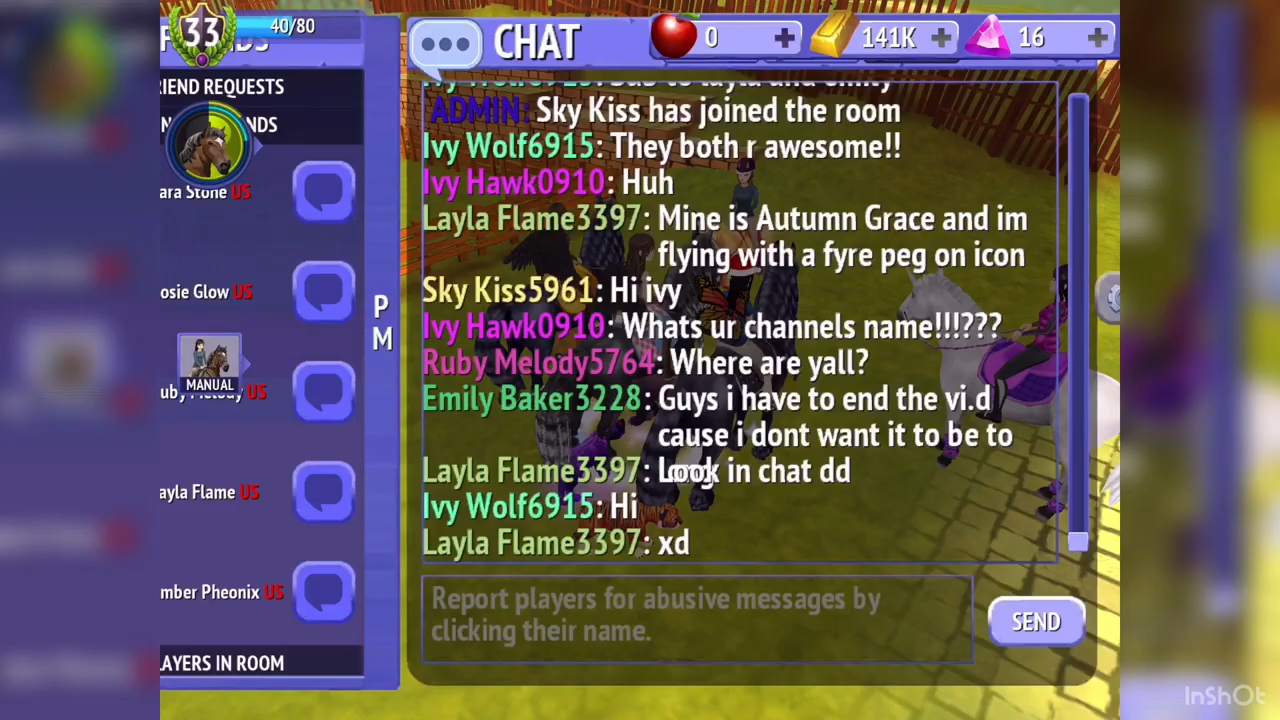 33
40/80
CHAT
0
141K
16
RIEND REQUESTS
ara Stone US
osie Glow US
MANUAL
uby Melody US
ayla Flame US
mber Pheonix US
AYERS IN ROOM
P
M
ADMIN: Sky Kiss has joined the room
Ivy Wolf6915: They both r awesome!!
Ivy Hawk0910: Huh
Layla Flame3397: Mine is Autumn Grace and im
flying with a fyre peg on icon
Sky Kiss5961: Hi ivy
Ivy Hawk0910: Whats ur channels name!!!???
Ruby Melody5764: Where are yall?
Emily Baker3228: Guys i have to end the vi.d
cause i dont want it to be to
Layla Flame3397: Look in chat dd
Ivy Wolf6915: Hi
Layla Flame3397: xd
Report players for abusive messages by
clicking their name.
SEND
InShOt